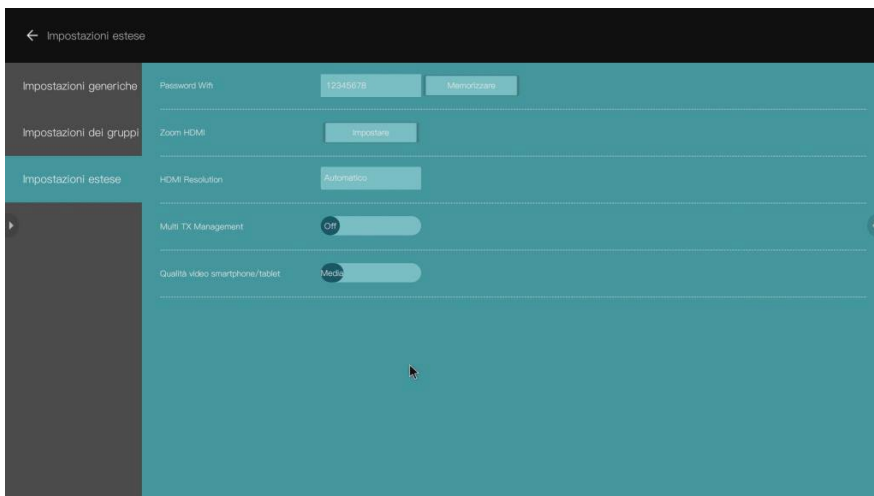 Impostazioni estese
Impostazioni generiche
Password Wifi
12345678
Memorizzare
Impostazioni dei gruppi
Zoom HDMI
Impostare
Impostazioni estese
HDMI Resolution
Automatico
Multi TX Management
Off
Qualità video smartphone/tablet
Media